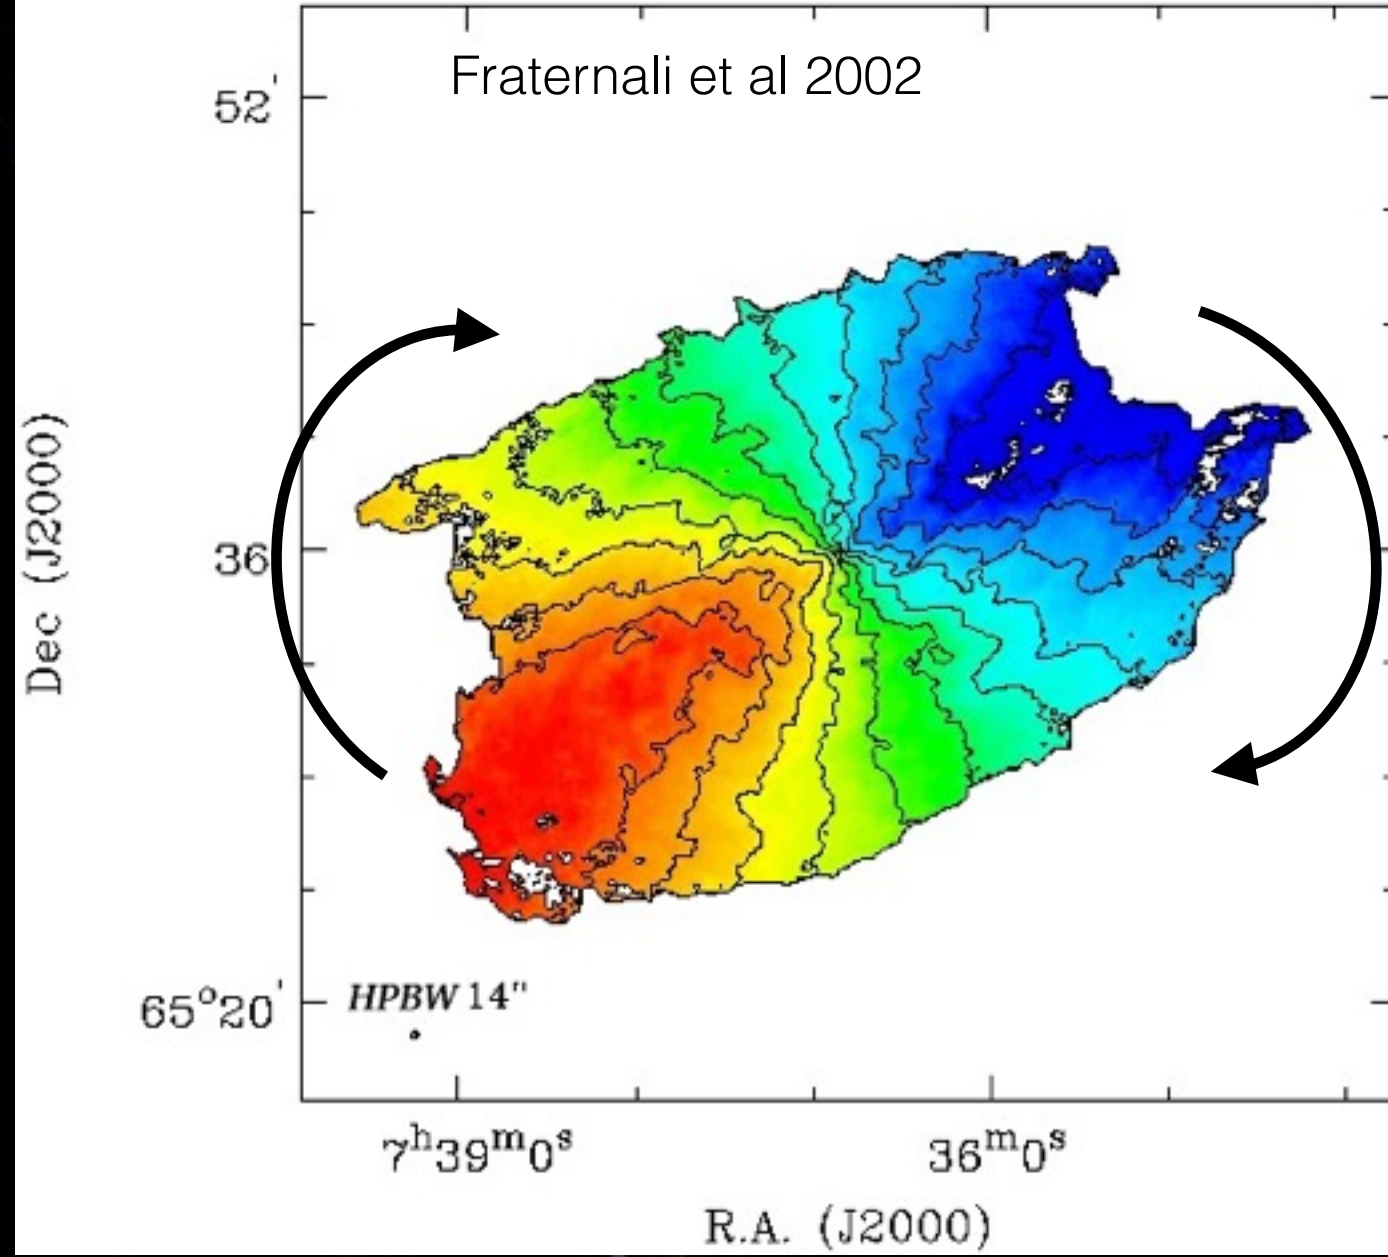 Fraternali et al 2002
52'
36
65°20'
Dec (J2000)
HPBW 14"
7ʰ39ᵐ0ˢ
36ᵐ0ˢ
R.A. (J2000)